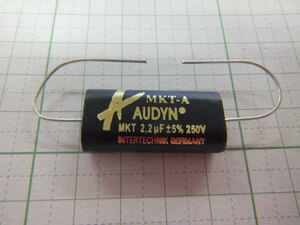 MKT-A
AUDYN®
MKT 2,2µF ±5% 250V
INTERTECHNIK GERMANY